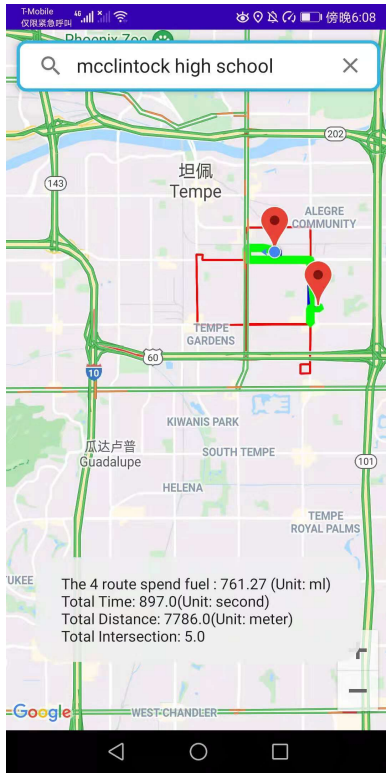 T-Mobile
仅限紧急呼叫
46
傍晚6:08
Phoenix Zoo
mcclintock high school
202
143
坦佩
Tempe
ALEGRE
COMMUNITY
TEMPE
GARDENS
60
10
KIWANIS PARK
瓜达卢普
Guadalupe
SOUTH TEMPE
101
HELENA
TEMPE
ROYAL PALMS
UKEE
The 4 route spend fuel : 761.27 (Unit: ml)
Total Time: 897.0(Unit: second)
Total Distance: 7786.0(Unit: meter)
Total Intersection: 5.0
Google
WEST CHANDLER